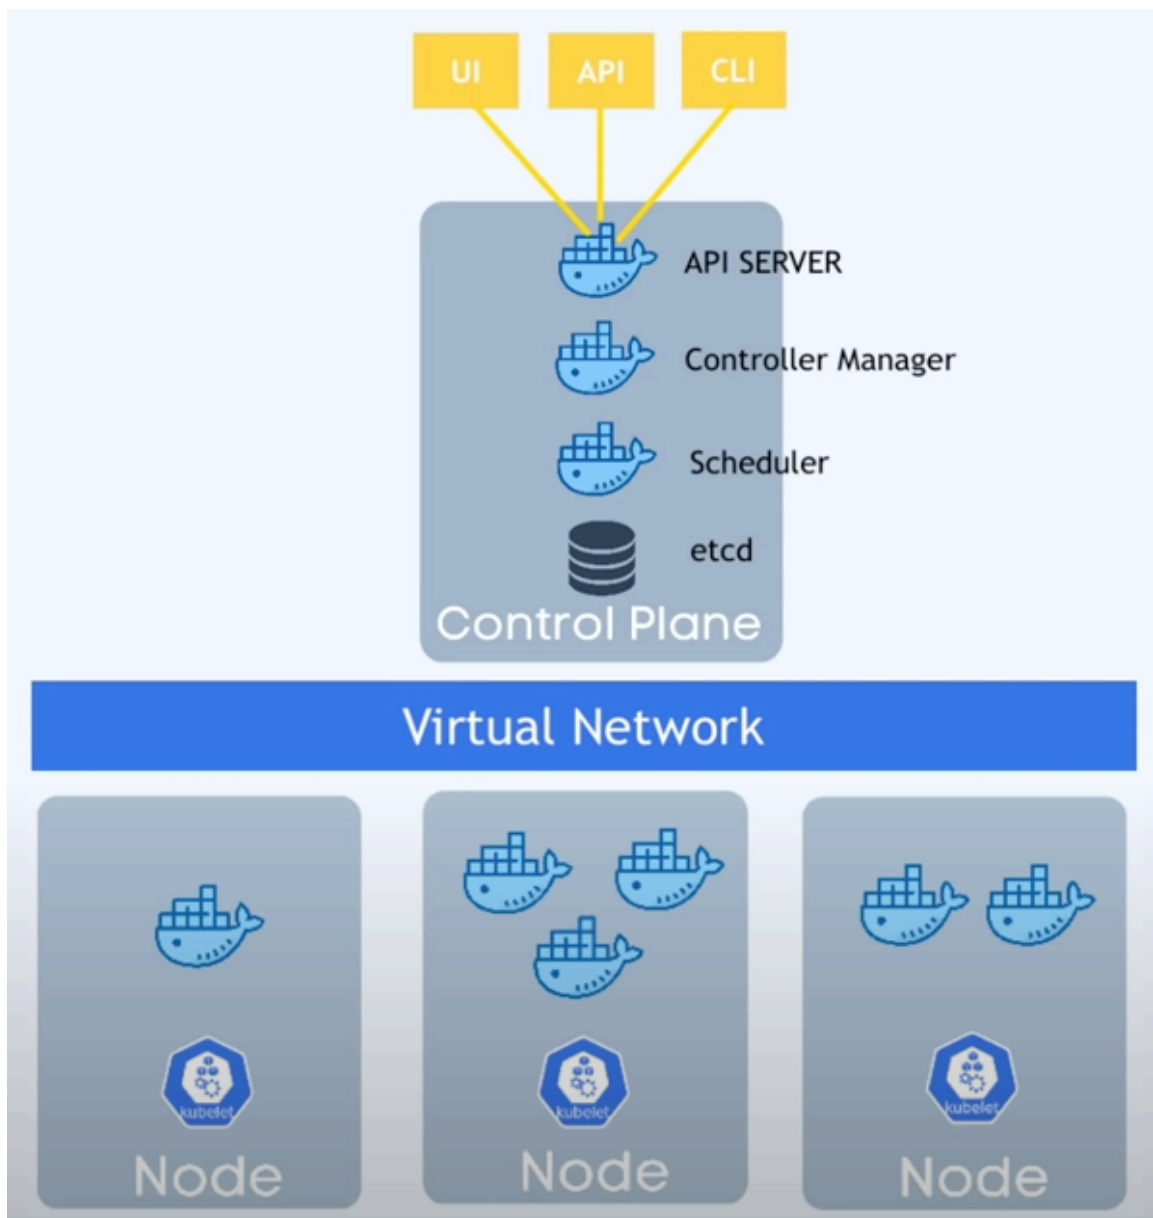 UI
API
CLI
API SERVER
Controller Manager
Scheduler
etcd
Control Plane
Virtual Network
kubelet
Node
kubelet
Node
kubelet
Node